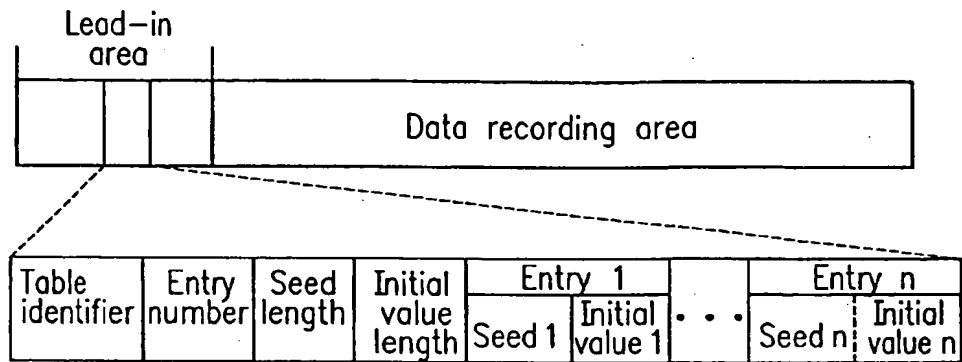 Lead-in
area
Data recording area
Table
identifier
Entry
number
Seed
length
Initial
value
length
Entry 1
Seed 1
Initial
value 1
• • •
Entry n
Seed n
Initial
value n